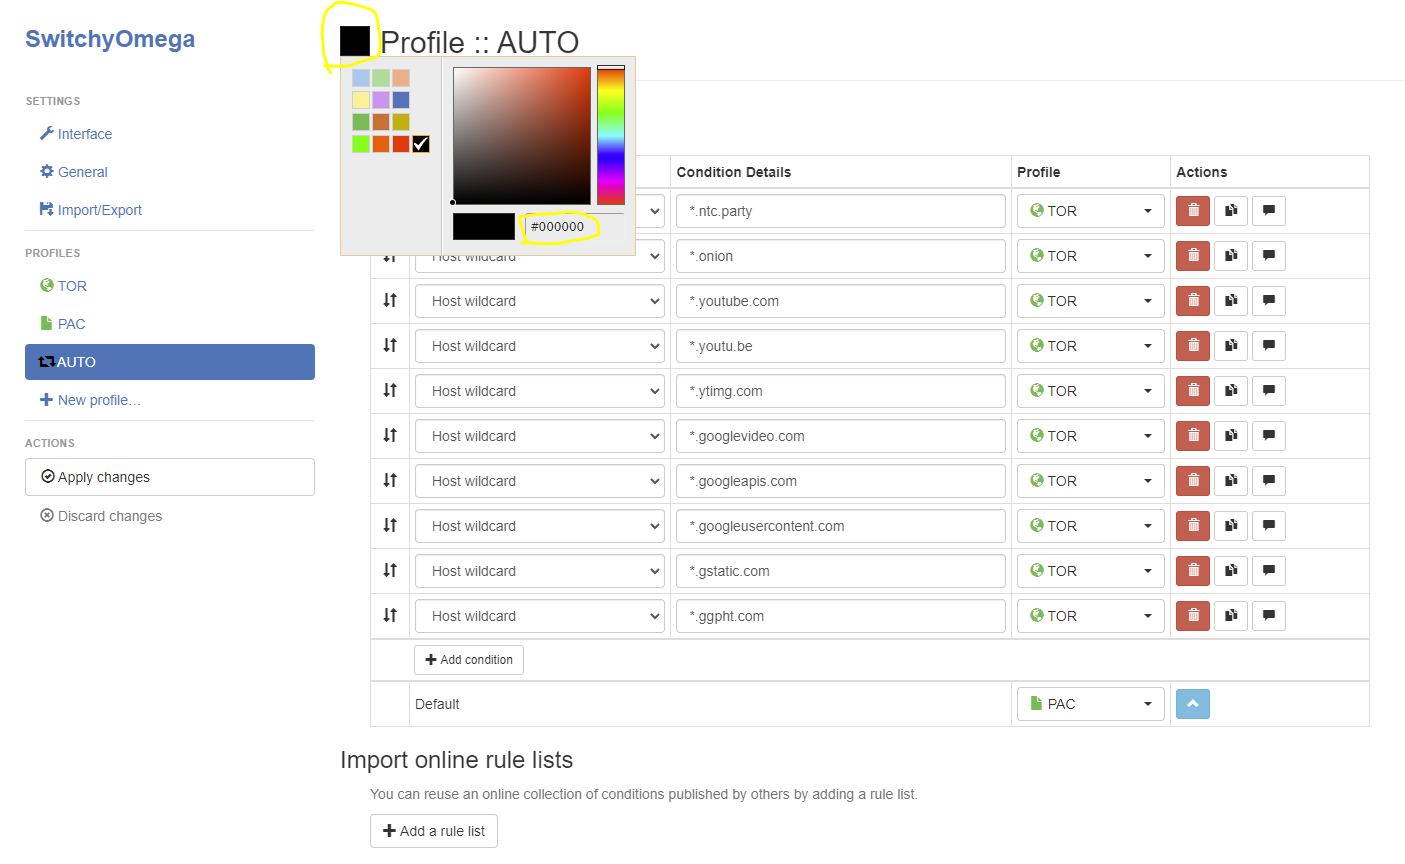 SwitchyOmega
Profile :: AUTO
SETTINGS
Interface
General
Import/Export
PROFILES
TOR
PAC
AUTO
New profile…
ACTIONS
Apply changes
Discard changes
#000000
Condition Details Profile Actions
*.ntc.party TOR
Host wildcard *.onion TOR
Host wildcard *.youtube.com TOR
Host wildcard *.youtu.be TOR
Host wildcard *.ytimg.com TOR
Host wildcard *.googlevideo.com TOR
Host wildcard *.googleapis.com TOR
Host wildcard *.googleusercontent.com TOR
Host wildcard *.gstatic.com TOR
Host wildcard *.ggpht.com TOR
Add condition
Default PAC
Import online rule lists
You can reuse an online collection of conditions published by others by adding a rule list.
Add a rule list